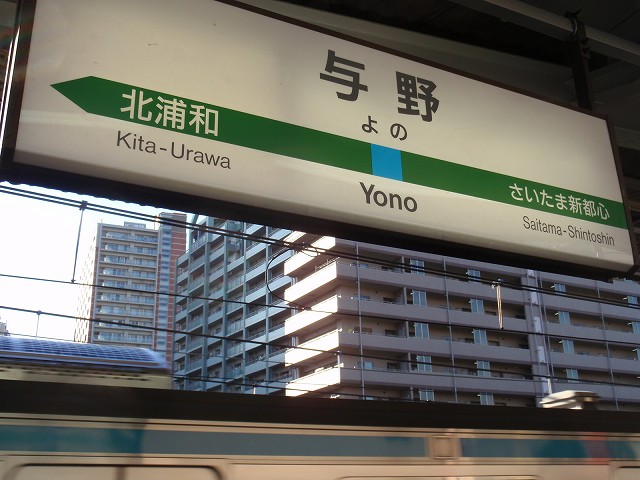 与野
よの
北浦和
Kita-Urawa
Yono
さいたま新都心
Saitama-Shintoshin